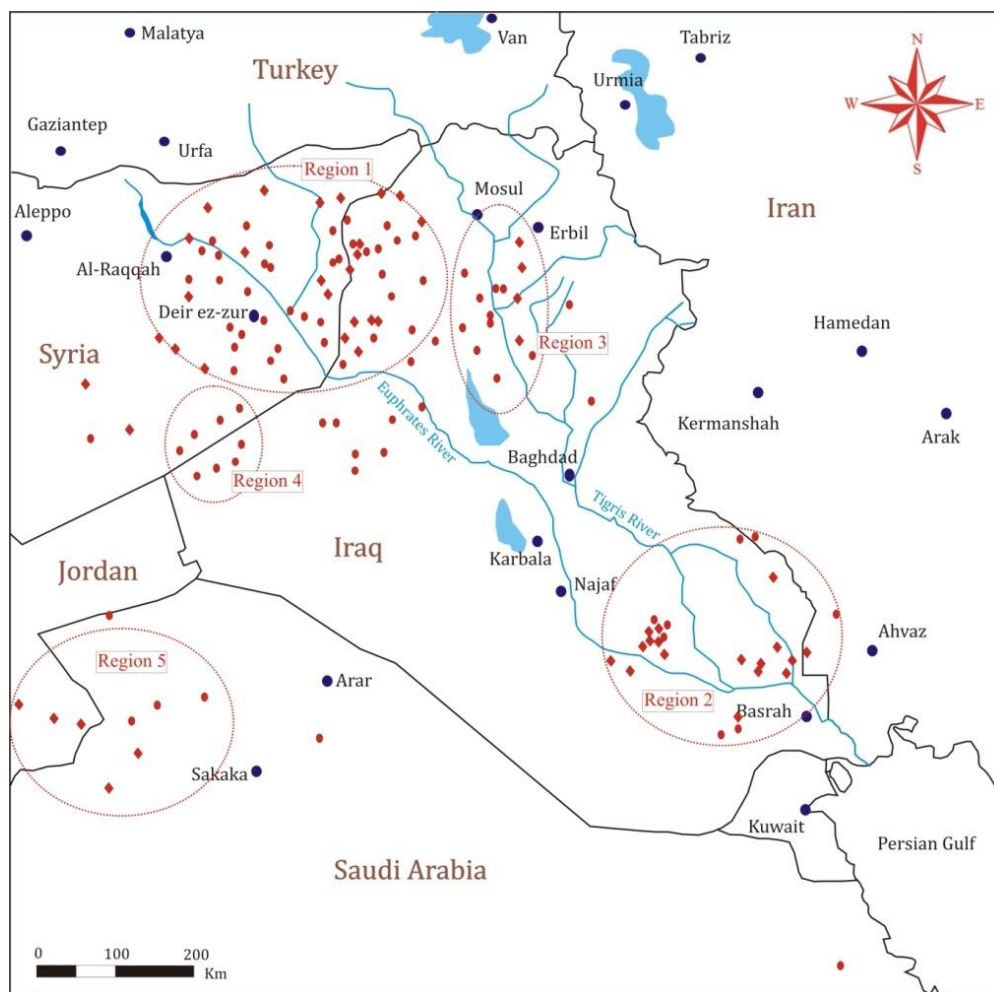 Malatya
Van
Tabriz
Turkey
Urmia
N
W
E
S
Gaziantep
Urfa
Region 1
Mosul
Iran
Aleppo
Erbil
Al-Raqqah
Deir ez-zur
Hamedan
Syria
Region 3
Euphrates River
Kermanshah
Arak
Baghdad
Region 4
Tigris River
Iraq
Karbala
Jordan
Najaf
Ahvaz
Region 5
Arar
Region 2
Basrah
Sakaka
Kuwait
Persian Gulf
Saudi Arabia
0 100 200
Km